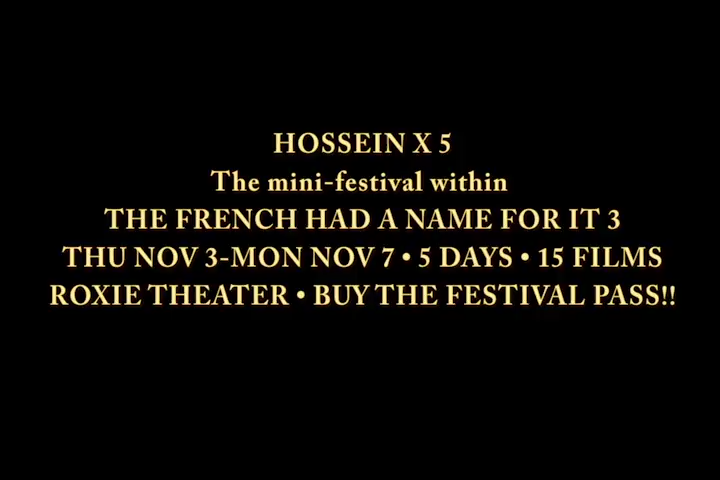 HOSSEIN X 5
The mini-festival within
THE FRENCH HAD A NAME FOR IT 3
THU NOV 3-MON NOV 7 • 5 DAYS • 15 FILMS
ROXIE THEATER • BUY THE FESTIVAL PASS!!